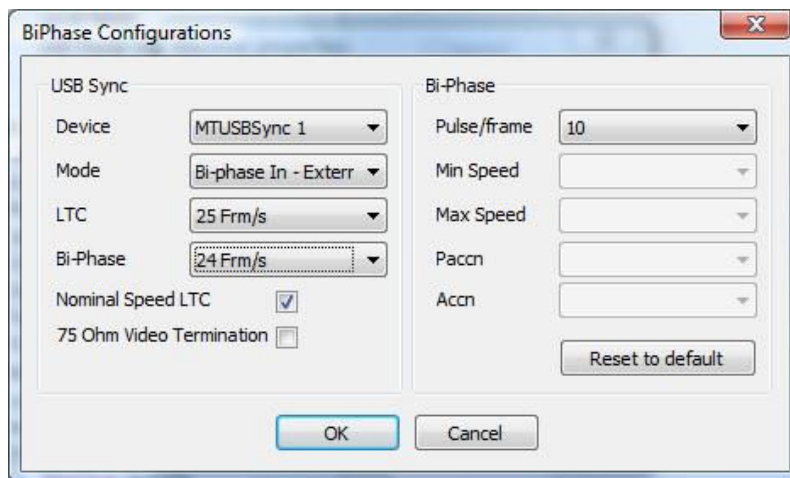 BiPhase Configurations
USB Sync
Device MTUSBSync 1
Mode Bi-phase In - Exterr
LTC 25 Frm/s
Bi-Phase 24 Frm/s
Nominal Speed LTC
75 Ohm Video Termination
Bi-Phase
Pulse/frame 10
Min Speed
Max Speed
Paccn
Accn
Reset to default
OK Cancel